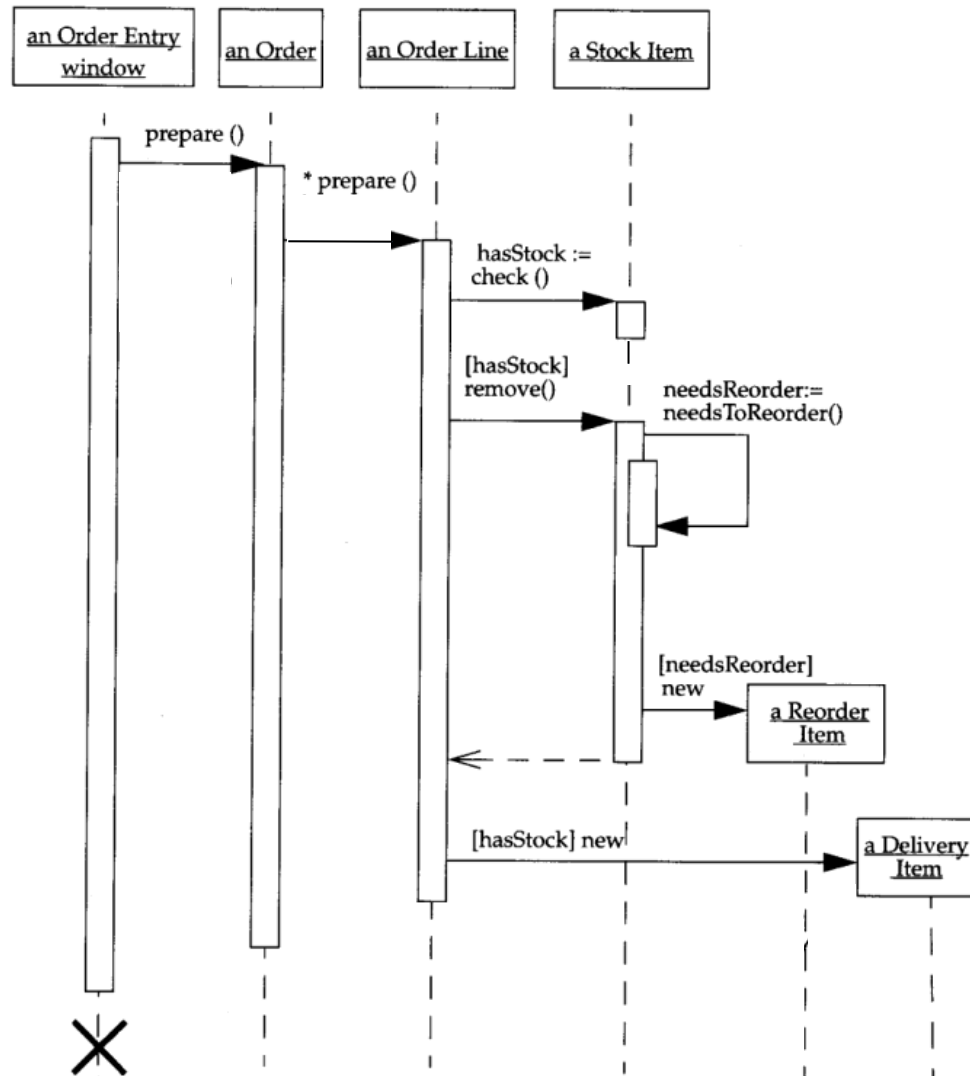 an Order Entry
window
an Order
an Order Line
a Stock Item
prepare ()
* prepare ()
hasStock :=
check ()
[hasStock]
remove()
needsReorder:=
needsToReorder()
[needsReorder]
new
a Reorder
Item
[hasStock] new
a Delivery
Item